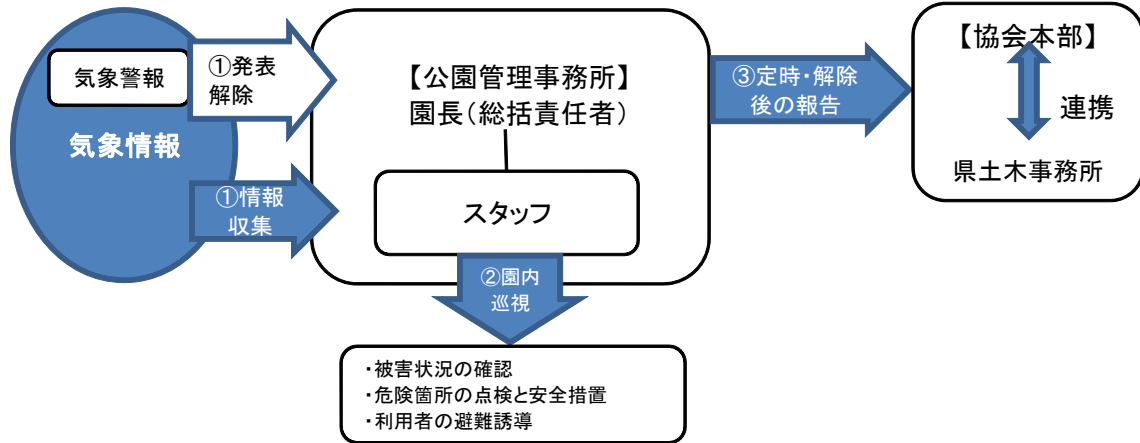 気象警報
気象情報
①発表
解除
①情報
収集
【公園管理事務所】
園長(総括責任者)
スタッフ
②園内
巡視
・被害状況の確認
・危険箇所の点検と安全措置
・利用者の避難誘導
③定時・解除
後の報告
【協会本部】
連携
県土木事務所